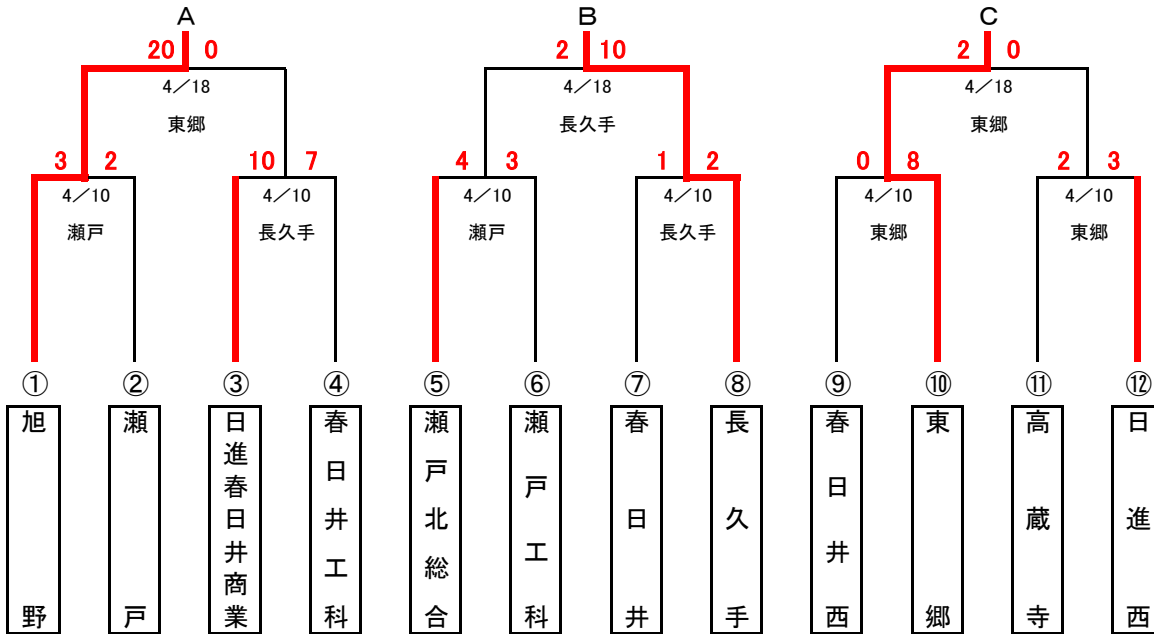 A B C
20 0 2 10 2 0
4／18 4／18 4／18
東郷 長久手 東郷
3 2 10 7 4 3 1 2 0 8 2 3
4／10 4／10 4／10 4／10 4／10 4／10
瀬戸 長久手 瀬戸 長久手 東郷 東郷
① ② ③ ④ ⑤ ⑥ ⑦ ⑧ ⑨ ⑩ ⑪ ⑫
旭野
瀬戸
日進春日井商業
春日井工科
瀬戸北総合
瀬戸工科
春日井
長久手
春日井西
東郷
高蔵寺
日進西